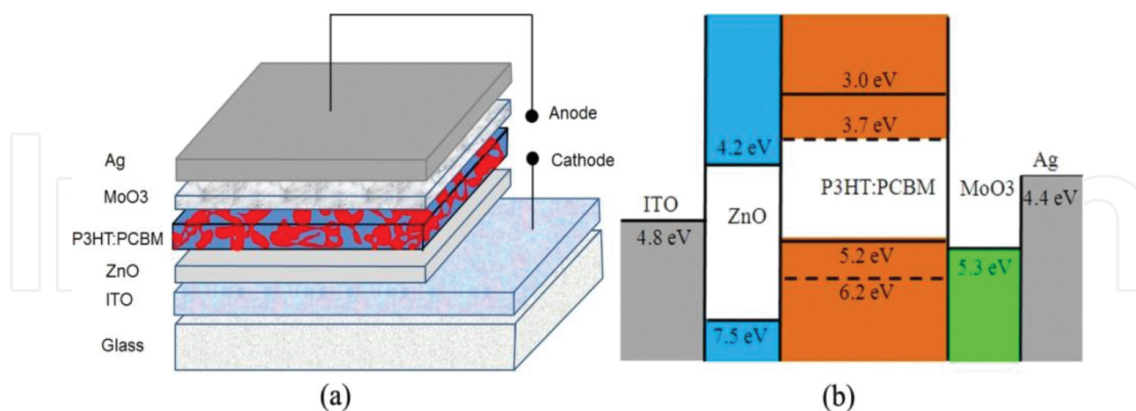 Anode
Cathode
Ag
MoO3
P3HT:PCBM
ZnO
ITO
Glass
(a)
3.0 eV
3.7 eV
4.2 eV
P3HT:PCBM
MoO3
Ag
4.4 eV
ITO
4.8 eV
ZnO
5.2 eV
5.3 eV
6.2 eV
7.5 eV
(b)